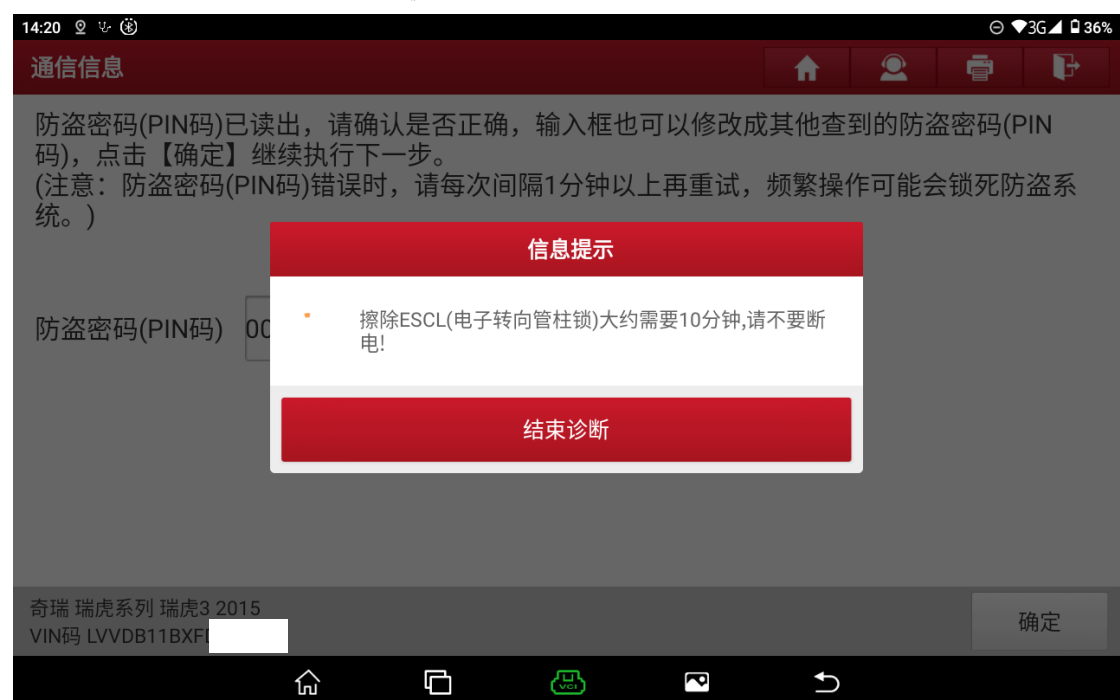 14:20
3G
36%
通信信息
防盗密码(PIN码)已读出，请确认是否正确，输入框也可以修改成其他查到的防盗密码(PIN
码)，点击【确定】继续执行下一步。
(注意：防盗密码(PIN码)错误时，请每次间隔1分钟以上再重试，频繁操作可能会锁死防盗系
统。)
信息提示
防盗密码(PIN码)
擦除ESCL(电子转向管柱锁)大约需要10分钟,请不要断
电!
结束诊断
奇瑞 瑞虎系列 瑞虎3 2015
VIN码 LVVDB11BXF
确定
VCI